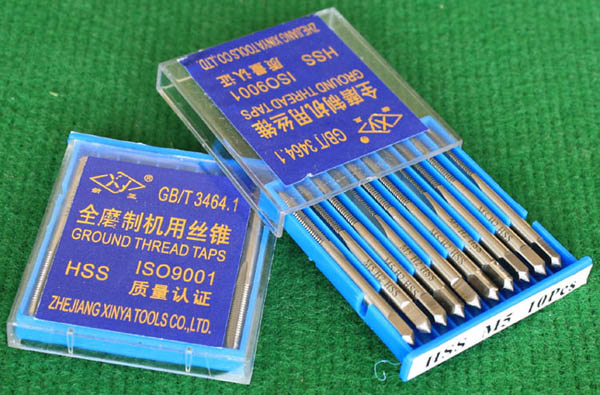 新亚
®
GB/T 3464.1
全磨制机用丝锥
GROUND THREAD TAPS
HSS ISO9001
质量认证
ZHEJIANG XINYA TOOLS CO.,LTD.
®
GB/T 3464.1
全磨制机用丝锥
GROUND THREAD TAPS
HSS ISO9001
质量认证
ZHEJIANG XINYA TOOLS CO.,LTD.
HSS M5 10Pcs